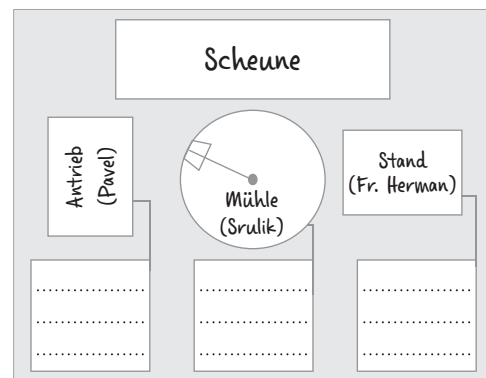 Scheune
Antrieb
(Pavel)
Mühle
(Srulik)
Stand
(Fr. Herman)